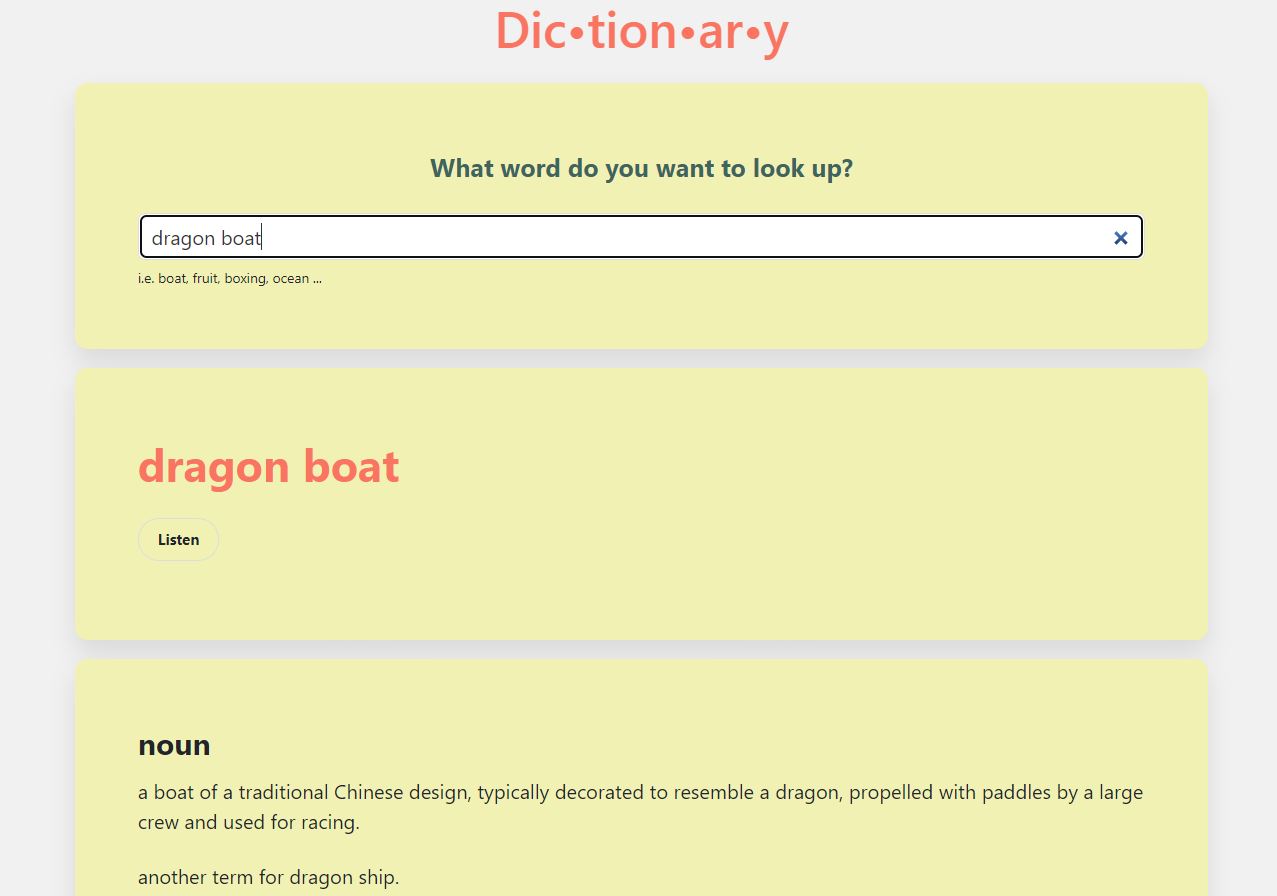 Dic•tion•ar•y
What word do you want to look up?
dragon boat
i.e. boat, fruit, boxing, ocean ...
dragon boat
Listen
noun
a boat of a traditional Chinese design, typically decorated to resemble a dragon, propelled with paddles by a large
crew and used for racing.
another term for dragon ship.